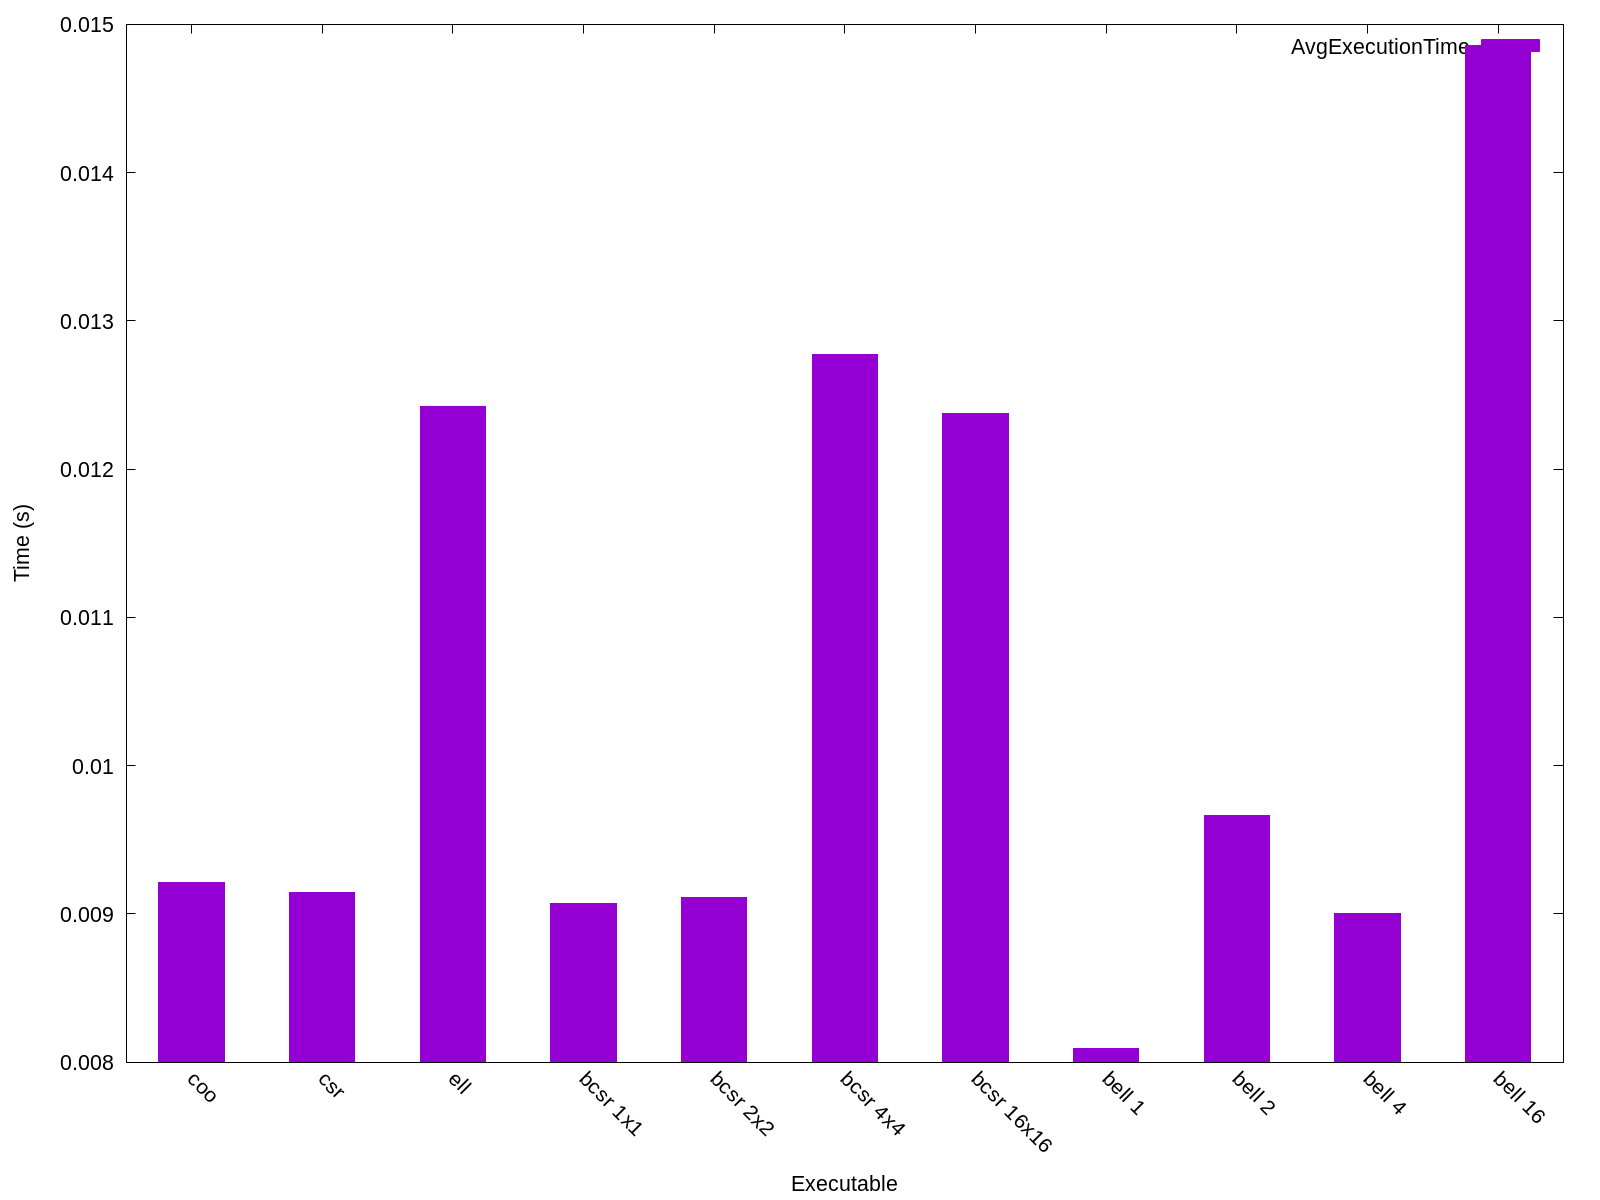 AvgExecutionTime
0.015
0.014
0.013
0.012
0.011
0.01
0.009
0.008
Time (s)
coo
csr
ell
bcsr 1x1
bcsr 2x2
bcsr 4x4
bcsr 16x16
bell 1
bell 2
bell 4
bell 16
Executable